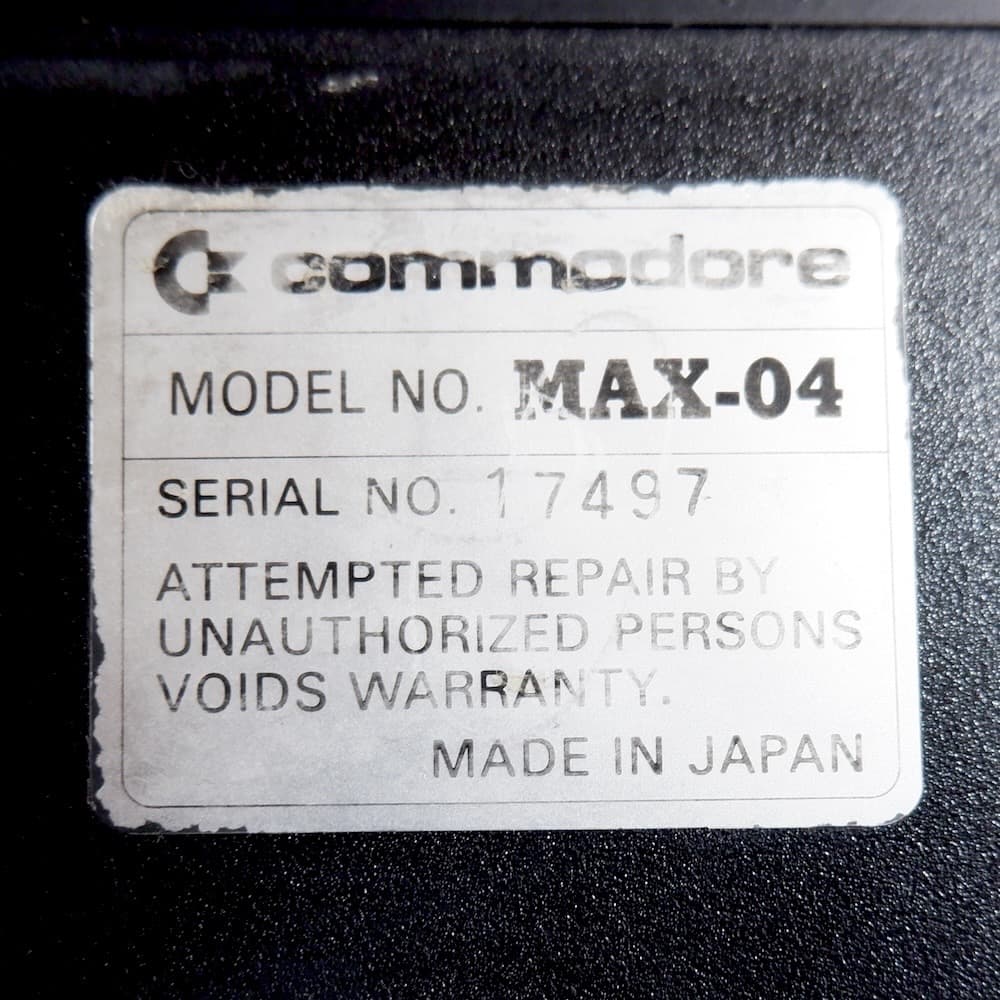 commodore
MODEL NO. MAX-04
SERIAL NO. 17497
ATTEMPTED REPAIR BY
UNAUTHORIZED PERSONS
VOIDS WARRANTY.
MADE IN JAPAN